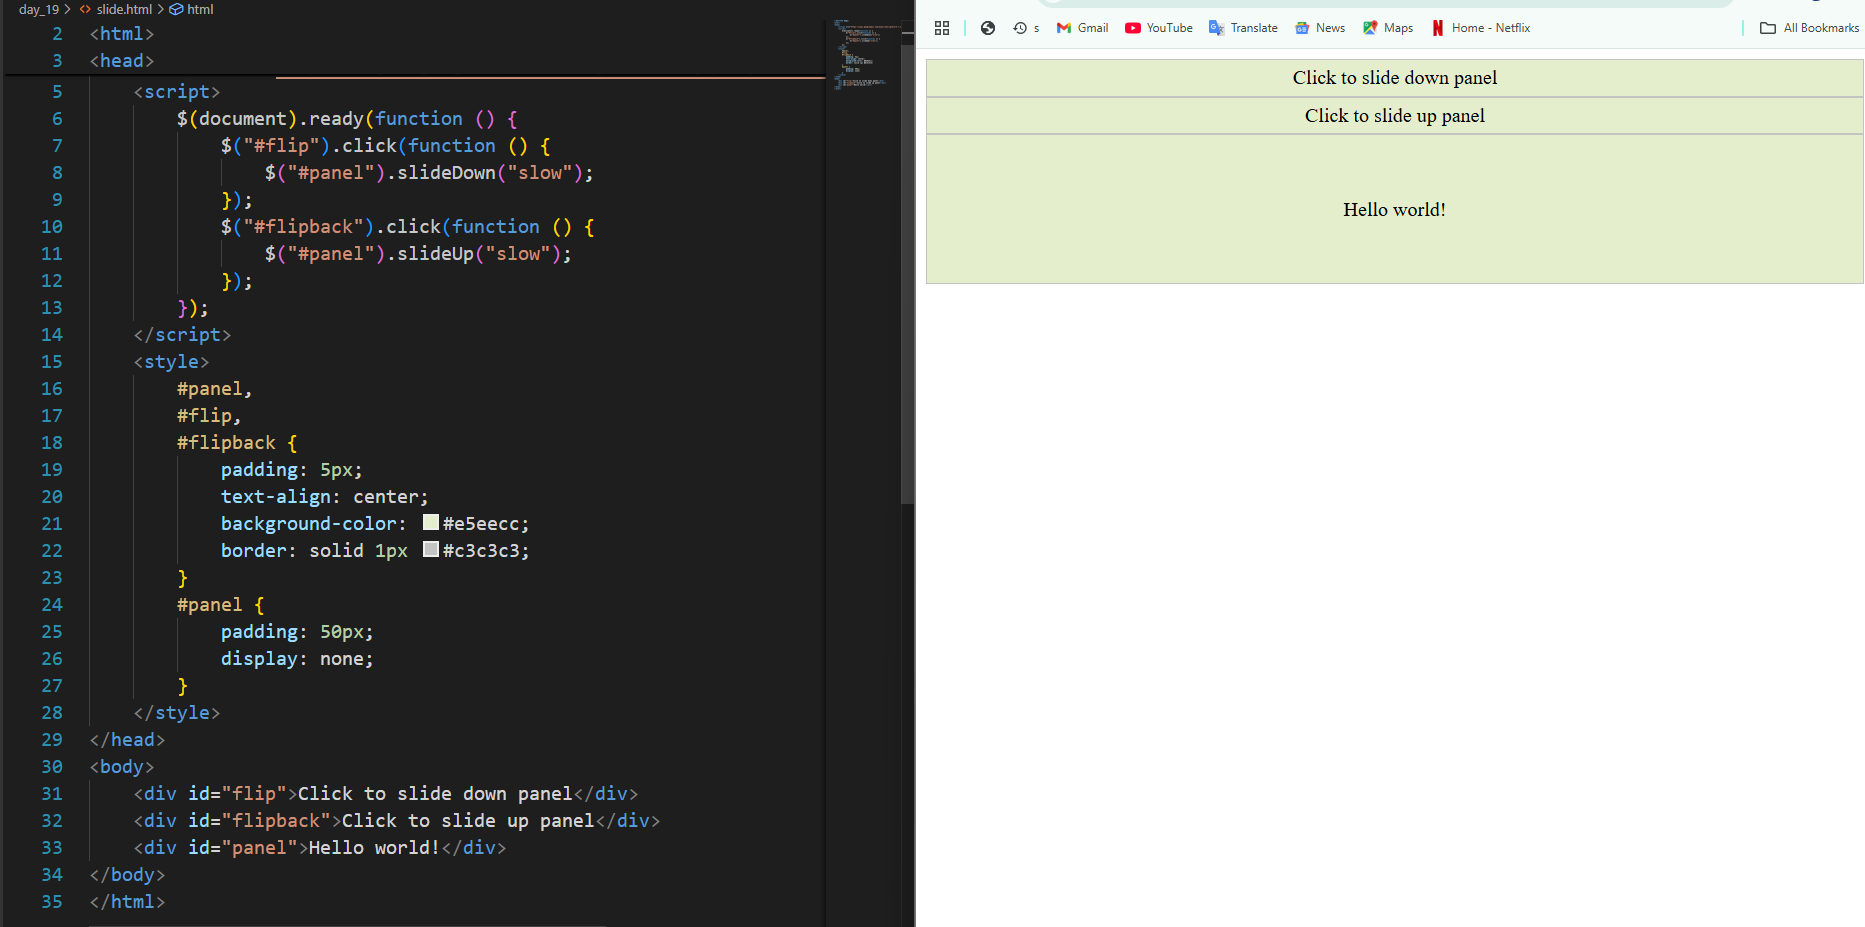 day_19 > <> slide.html > html
2 <html>
3 <head>
5 <script>
6 $(document).ready(function () {
7 $("#flip").click(function () {
8 $("#panel").slideDown("slow");
9 });
10 $("#flipback").click(function () {
11 $("#panel").slideUp("slow");
12 });
13 });
14 </script>
15 <style>
16 #panel,
17 #flip,
18 #flipback {
19 padding: 5px;
20 text-align: center;
21 background-color: #e5eecc;
22 border: solid 1px #c3c3c3;
23 }
24 #panel {
25 padding: 50px;
26 display: none;
27 }
28 </style>
29 </head>
30 <body>
31 <div id="flip">Click to slide down panel</div>
32 <div id="flipback">Click to slide up panel</div>
33 <div id="panel">Hello world!</div>
34 </body>
35 </html>
s Gmail YouTube Translate News Maps Home - Netflix All Bookmarks
Click to slide down panel
Click to slide up panel
Hello world!